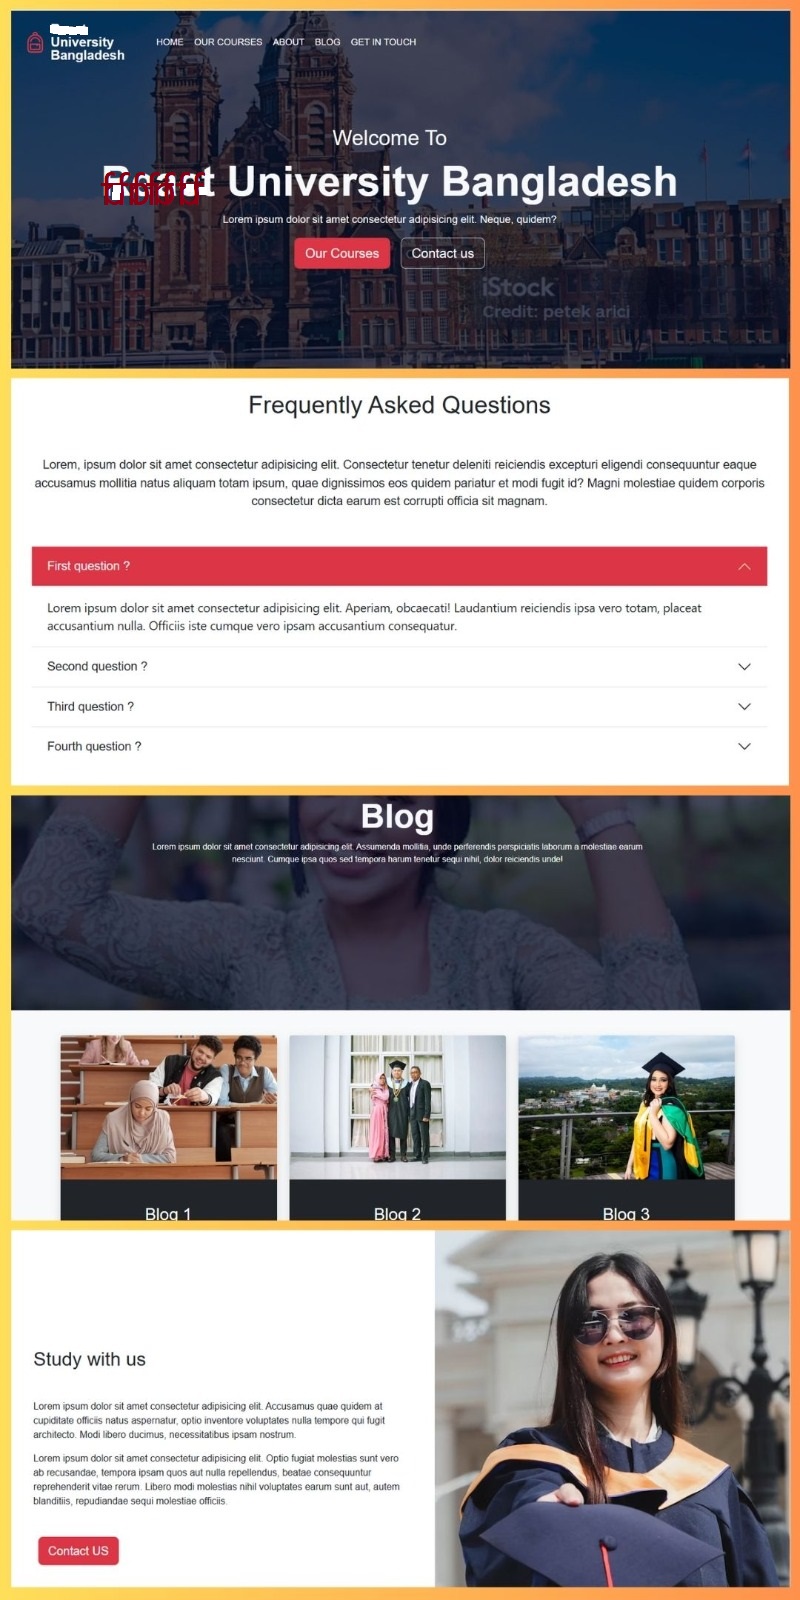 University
Bangladesh
HOME OUR COURSES ABOUT BLOG GET IN TOUCH
Welcome To
University Bangladesh
Lorem ipsum dolor sit amet consectetur adipisicing elit. Neque, quidem?
Our Courses Contact us
iStock
Credit: petek arici
Frequently Asked Questions
Lorem, ipsum dolor sit amet consectetur adipisicing elit. Consectetur tenetur deleniti reiciendis excepturi eligendi consequuntur eaque
accusamus mollitia natus aliquam totam ipsum, quae dignissimos eos quidem pariatur et modi fugit id? Magni molestiae quidem corporis
consectetur dicta earum est corrupti officia sit magnam.
First question ?
Lorem ipsum dolor sit amet consectetur adipisicing elit. Aperiam, obcaecati! Laudantium reiciendis ipsa vero totam, placeat
accusantium nulla. Officiis iste cumque vero ipsam accusantium consequatur.
Second question ?
Third question ?
Fourth question ?
Blog
Lorem ipsum dolor sit amet consectetur adipisicing elit. Assumenda mollitia, unde perferendis perspiciatis laborum a molestiae earum
nesciunt. Cumque ipsa quos sed tempora harum tenetur sequi nihil, dolor reiciendis unde!
Blog 1 Blog 2 Blog 3
Study with us
Lorem ipsum dolor sit amet consectetur adipisicing elit. Accusamus quae quidem at
cupiditate officiis natus aspernatur, optio inventore voluptates nulla tempore qui fugit
architecto. Modi libero ducimus, necessitatibus ipsam nostrum.
Lorem ipsum dolor sit amet consectetur adipisicing elit. Optio fugiat molestias sunt vero
ab recusandae, tempora ipsam quos aut nulla repellendus, beatae consequuntur
reprehenderit vitae rerum. Libero modi molestias nihil voluptates earum sunt aut, autem
blanditiis, repudiandae sequi molestiae officiis.
Contact US